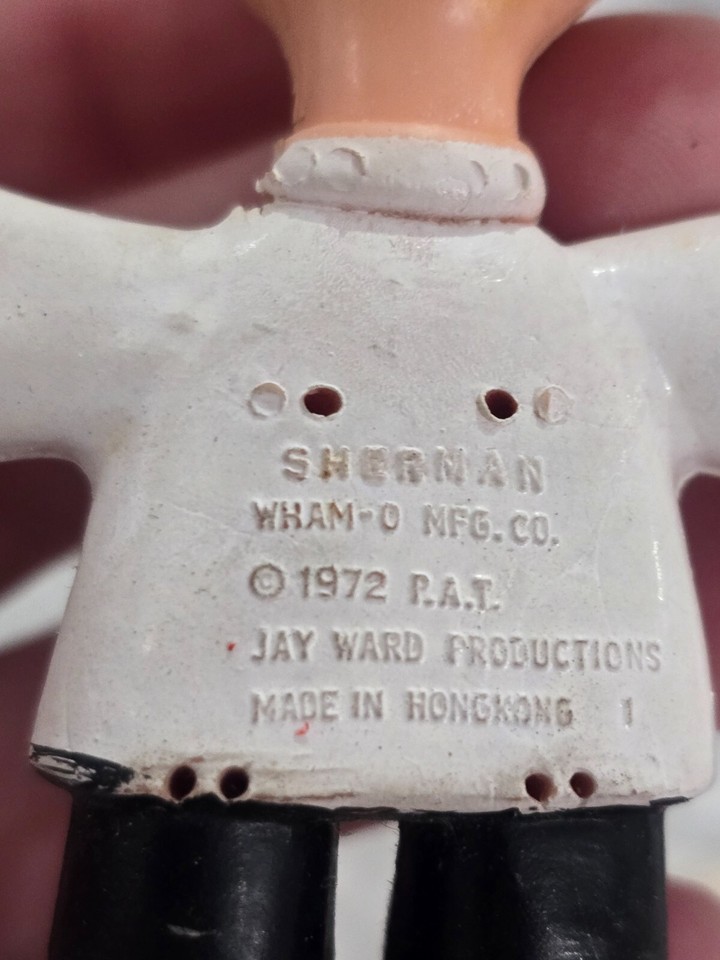 SHERMAN
WHAM-O MFG. CO.
© 1972 P.A.T.
JAY WARD PRODUCTIONS
MADE IN HONGKONG 1